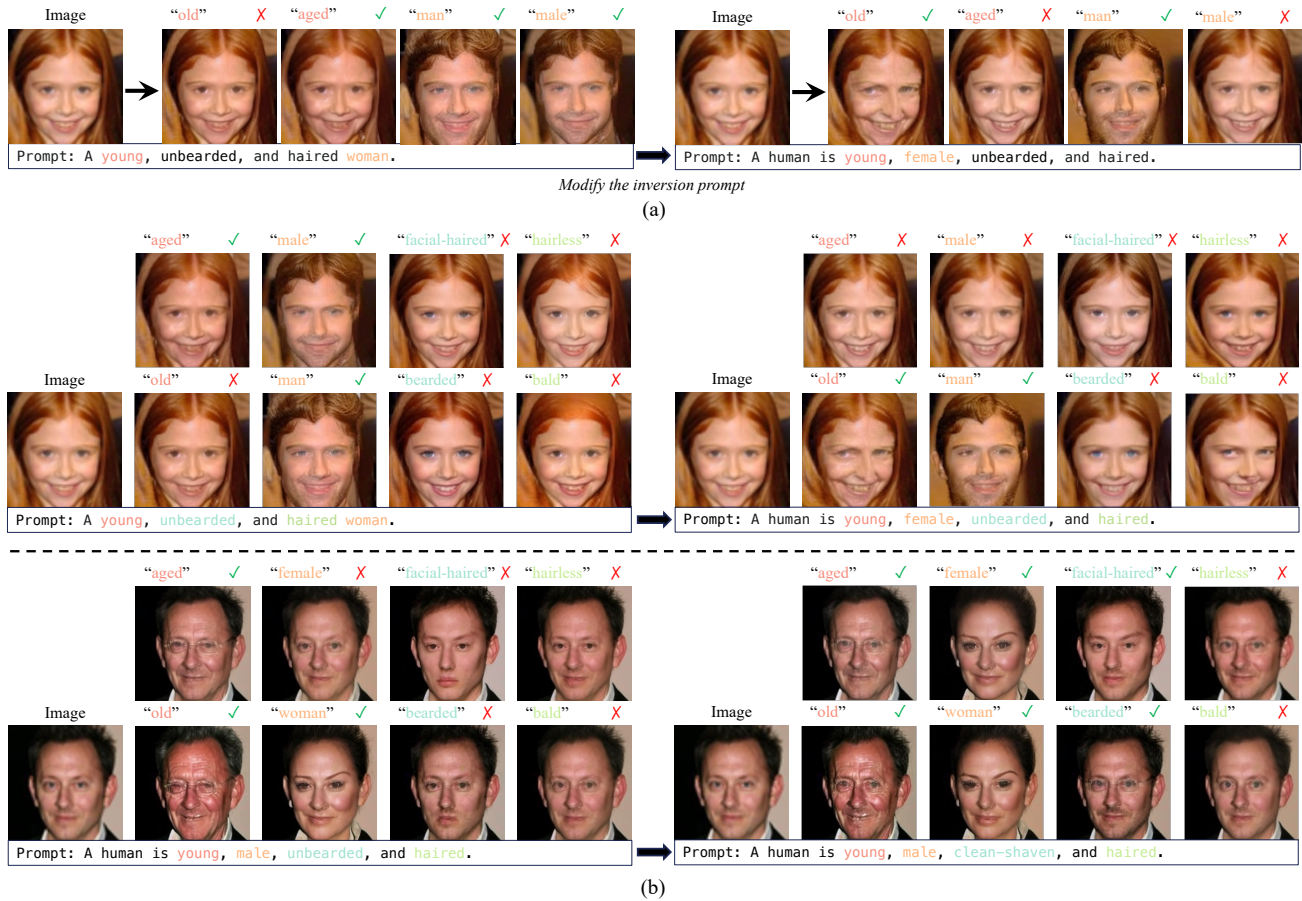 Image “old” ✗ “aged” ✓ “man” ✓ “male” ✓
Prompt: A young, unbearded, and haired woman.
Image “old” ✓ “aged” ✗ “man” ✓ “male” ✗
Prompt: A human is young, female, unbearded, and haired.
Modify the inversion prompt
(a)
“aged” ✓ “male” ✓ “facial-haired” ✗ “hairless” ✗
Image “old” ✗ “man” ✓ “bearded” ✗ “bald” ✗
Prompt: A young, unbearded, and haired woman.
“aged” ✗ “male” ✗ “facial-haired” ✗ “hairless” ✗
Image “old” ✓ “man” ✓ “bearded” ✗ “bald” ✗
Prompt: A human is young, female, unbearded, and haired.
“aged” ✓ “female” ✗ “facial-haired” ✗ “hairless” ✗
Image “old” ✓ “woman” ✓ “bearded” ✗ “bald” ✗
Prompt: A human is young, male, unbearded, and haired.
“aged” ✓ “female” ✓ “facial-haired” ✓ “hairless” ✗
Image “old” ✓ “woman” ✓ “bearded” ✓ “bald” ✗
Prompt: A human is young, male, clean-shaven, and haired.
(b)